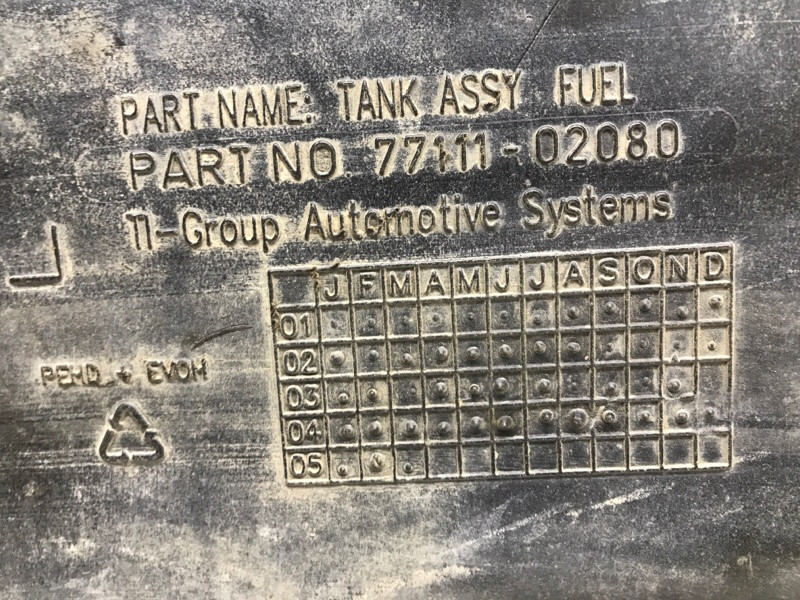 PART NAME: TANK ASSY FUEL
PART NO 77111-02080
TI-Group Automotive Systems
J F M A M J J A S O N D
01
02
PEHD + EVOH
03
04
05